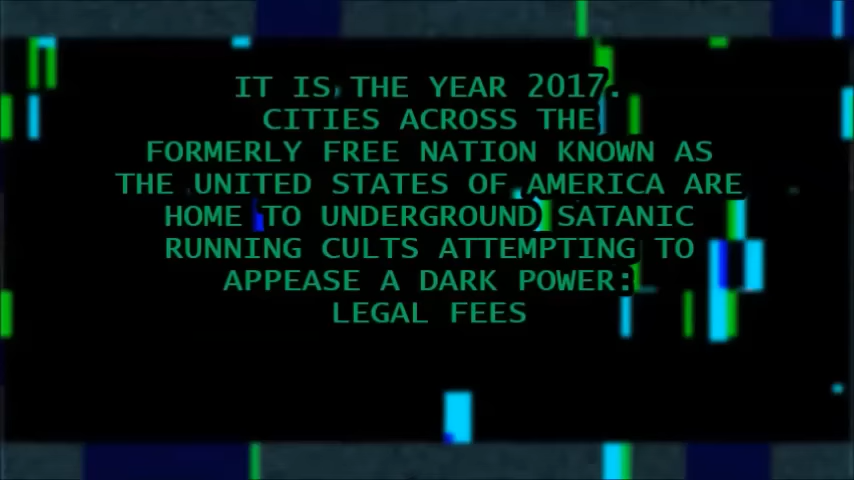 IT IS THE YEAR 2017.
CITIES ACROSS THE
FORMERLY FREE NATION KNOWN AS
THE UNITED STATES OF AMERICA ARE
HOME TO UNDERGROUND SATANIC
RUNNING CULTS ATTEMPTING TO
APPEASE A DARK POWER:
LEGAL FEES